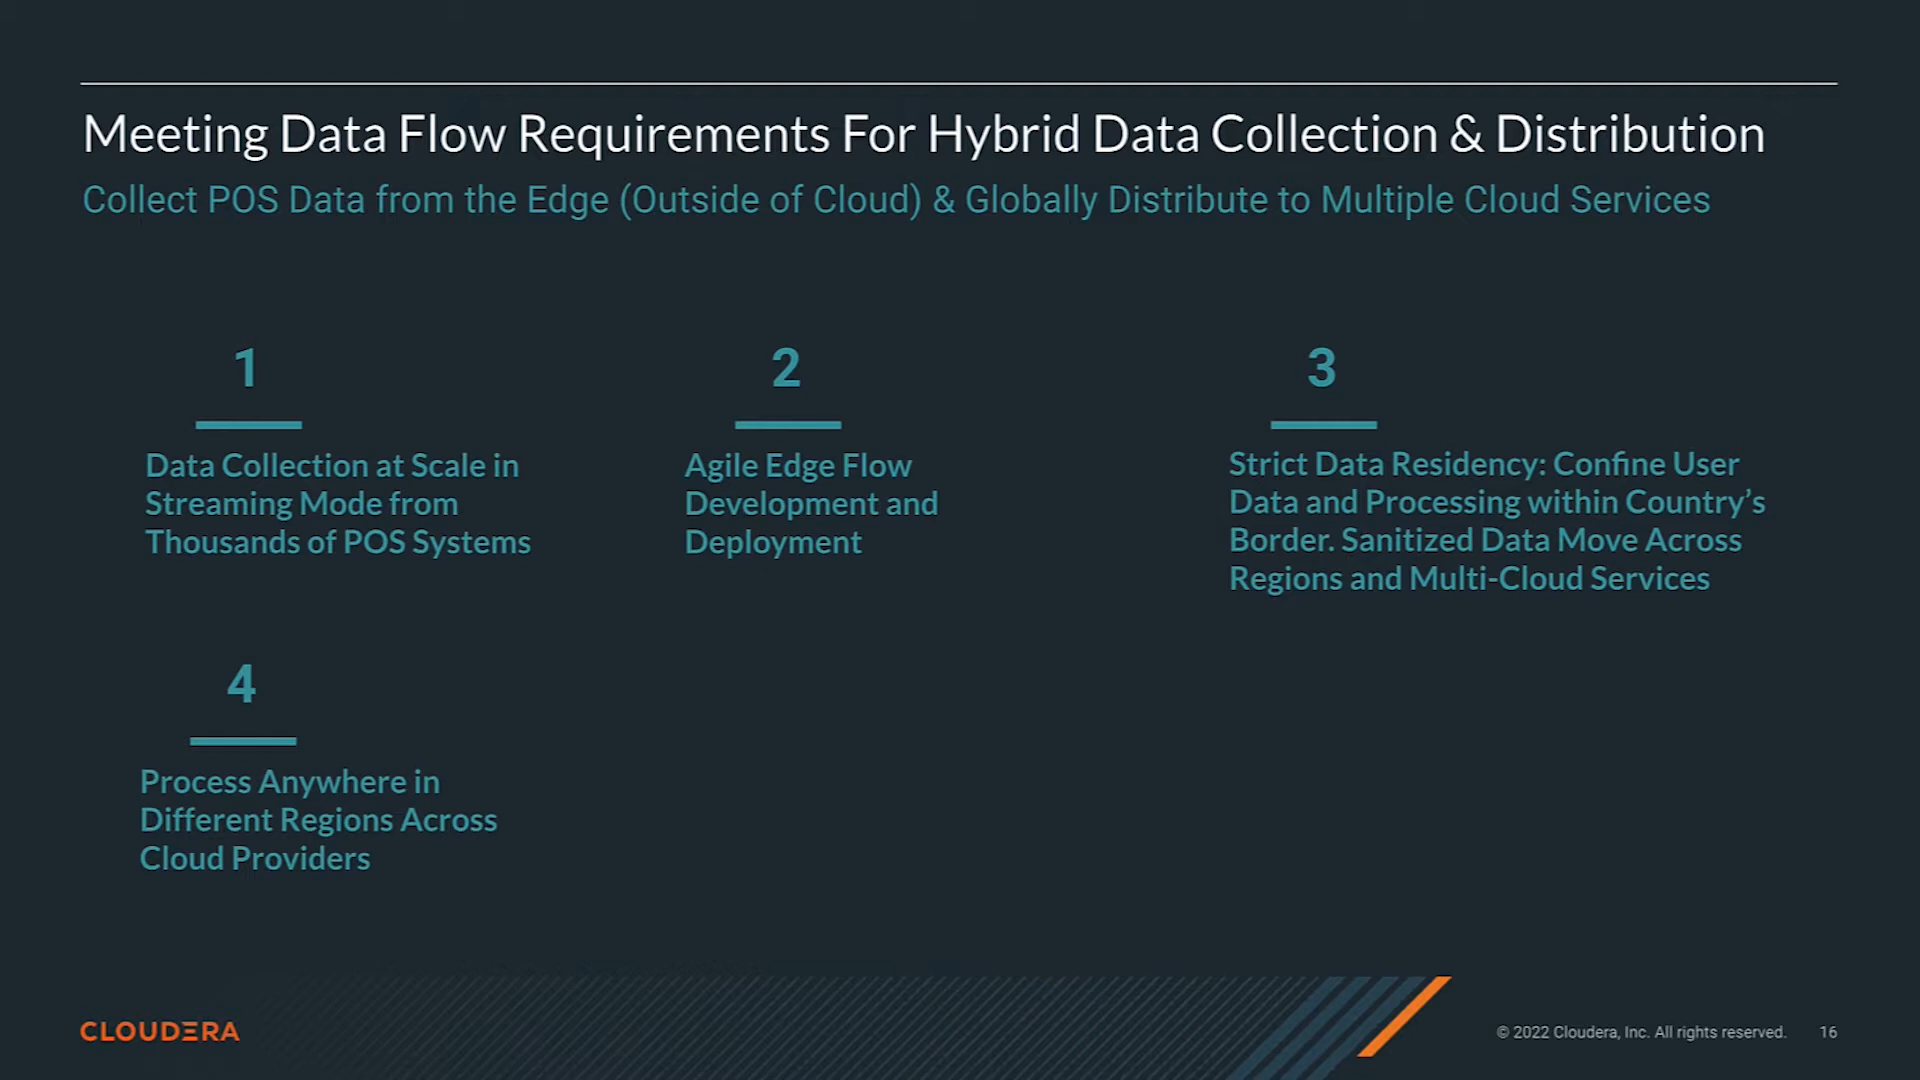 Meeting Data Flow Requirements For Hybrid Data Collection & Distribution
Collect POS Data from the Edge (Outside of Cloud) & Globally Distribute to Multiple Cloud Services
1
Data Collection at Scale in
Streaming Mode from
Thousands of POS Systems
2
Agile Edge Flow
Development and
Deployment
3
Strict Data Residency: Confine User
Data and Processing within Country’s
Border. Sanitized Data Move Across
Regions and Multi-Cloud Services
4
Process Anywhere in
Different Regions Across
Cloud Providers
CLOUDERA
© 2022 Cloudera, Inc. All rights reserved.
16